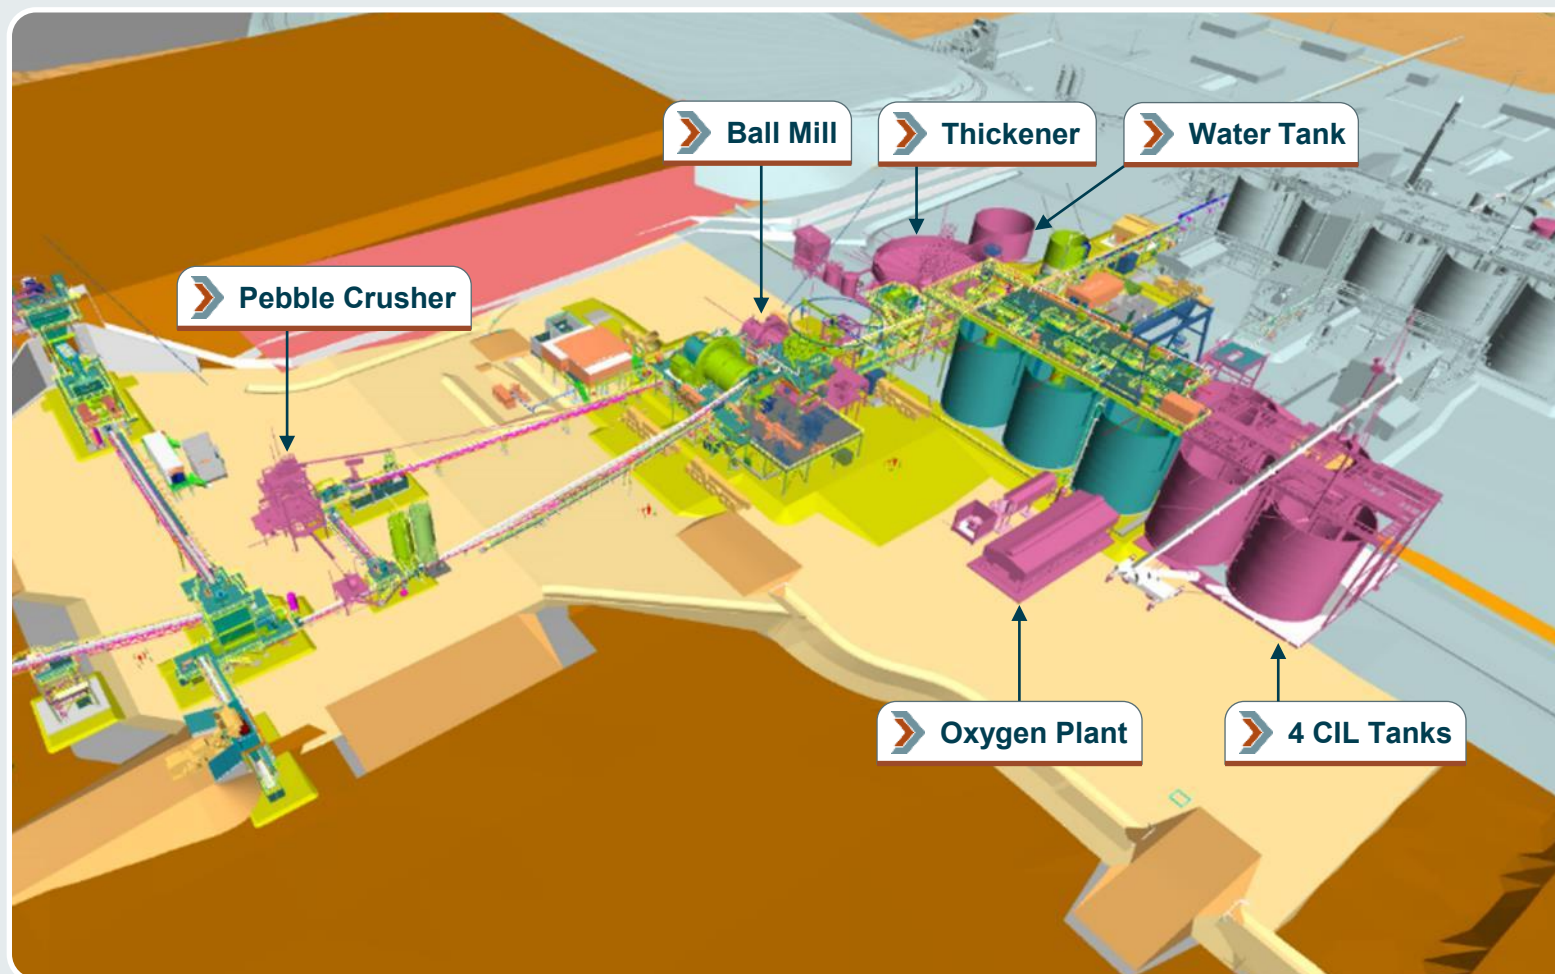 Ball Mill
Thickener
Water Tank
Pebble Crusher
Oxygen Plant
4 CIL Tanks